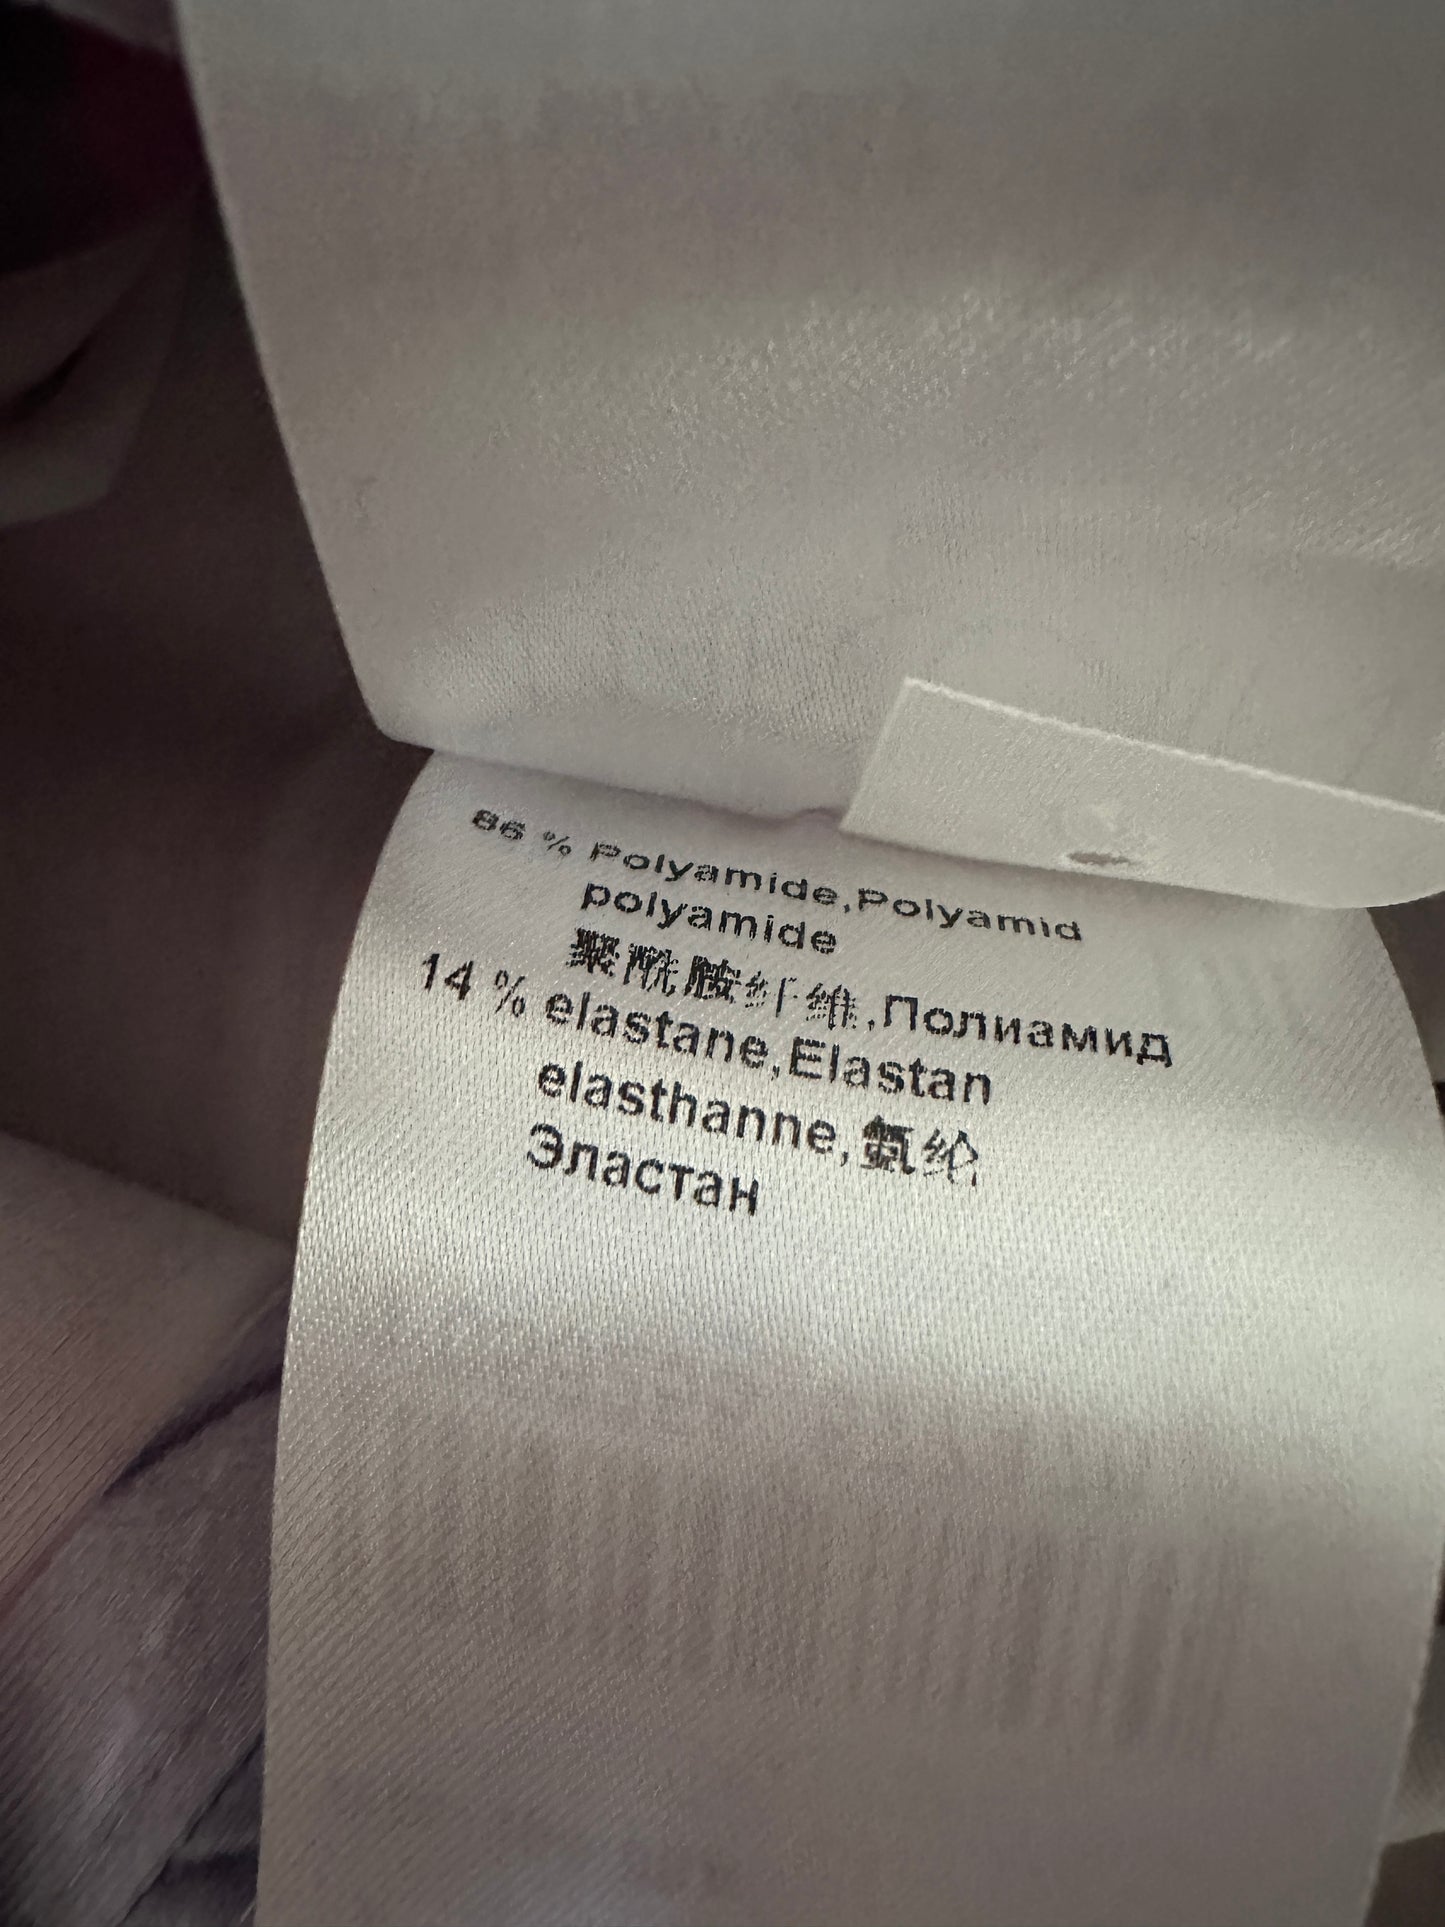 86 % Polyamide,Polyamid
polyamide
聚酰胺纤维,Полиамид
14 % elastane,Elastan
elasthanne,氨纶
Эластан